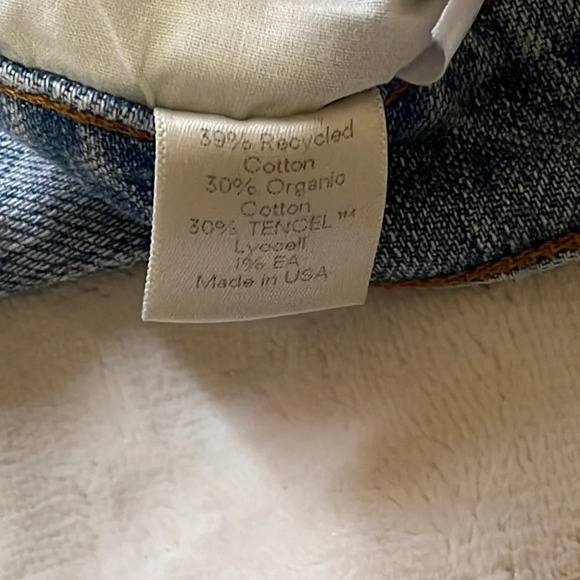 39% Recycled
Cotton
30% Organic
Cotton
30% TENCEL™
Lyocell
1% EA
Made in USA